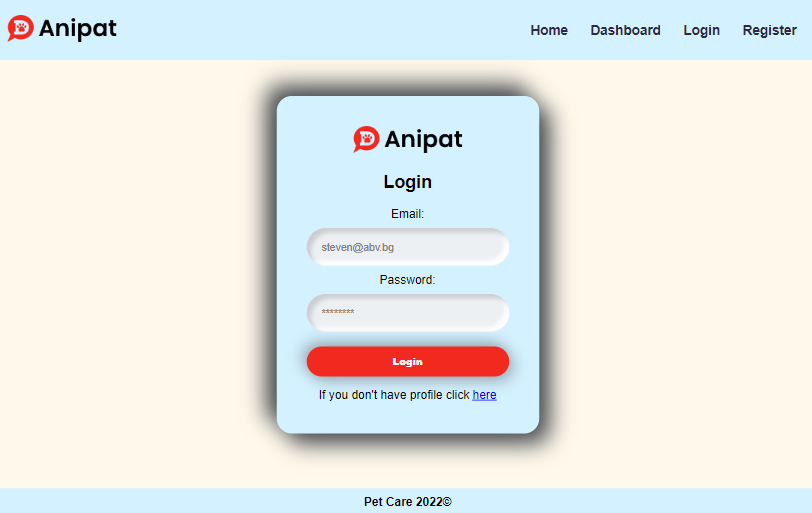 Anipat
Home Dashboard Login Register
Anipat
Login
Email:
steven@abv.bg
Password:
********
Login
If you don't have profile click here
Pet Care 2022©